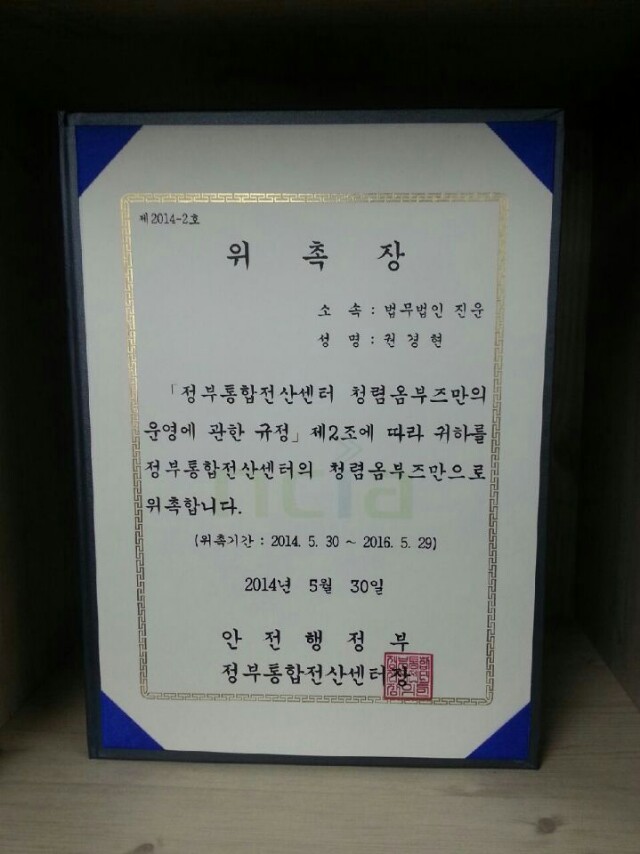 제2014-2호
위 촉 장
소 속 : 법무법인 진운
성 명 : 권경현
「정부통합전산센터 청렴옴부즈만의
운영에 관한 규정」제2조에 따라 귀하를
정부통합전산센터의 청렴옴부즈만으로
위촉합니다.
ncia
(위촉기간 : 2014. 5. 30 ~ 2016. 5. 29)
2014년 5월 30일
안 전 행 정 부
정부통합전산센터장